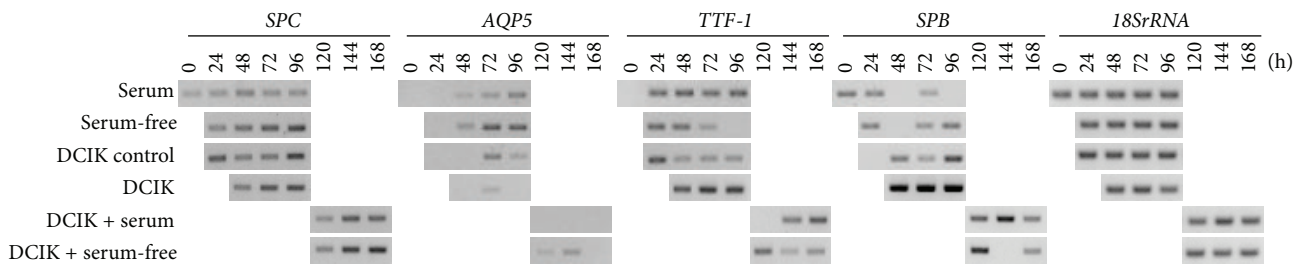 SPC AQP5 TTF-1 SPB 18SrRNA
0 24 48 72 96 120 144 168 0 24 48 72 96 120 144 168 0 24 48 72 96 120 144 168 0 24 48 72 96 120 144 168 0 24 48 72 96 120 144 168 (h)
Serum
Serum-free
DCIK control
DCIK
DCIK + serum
DCIK + serum-free